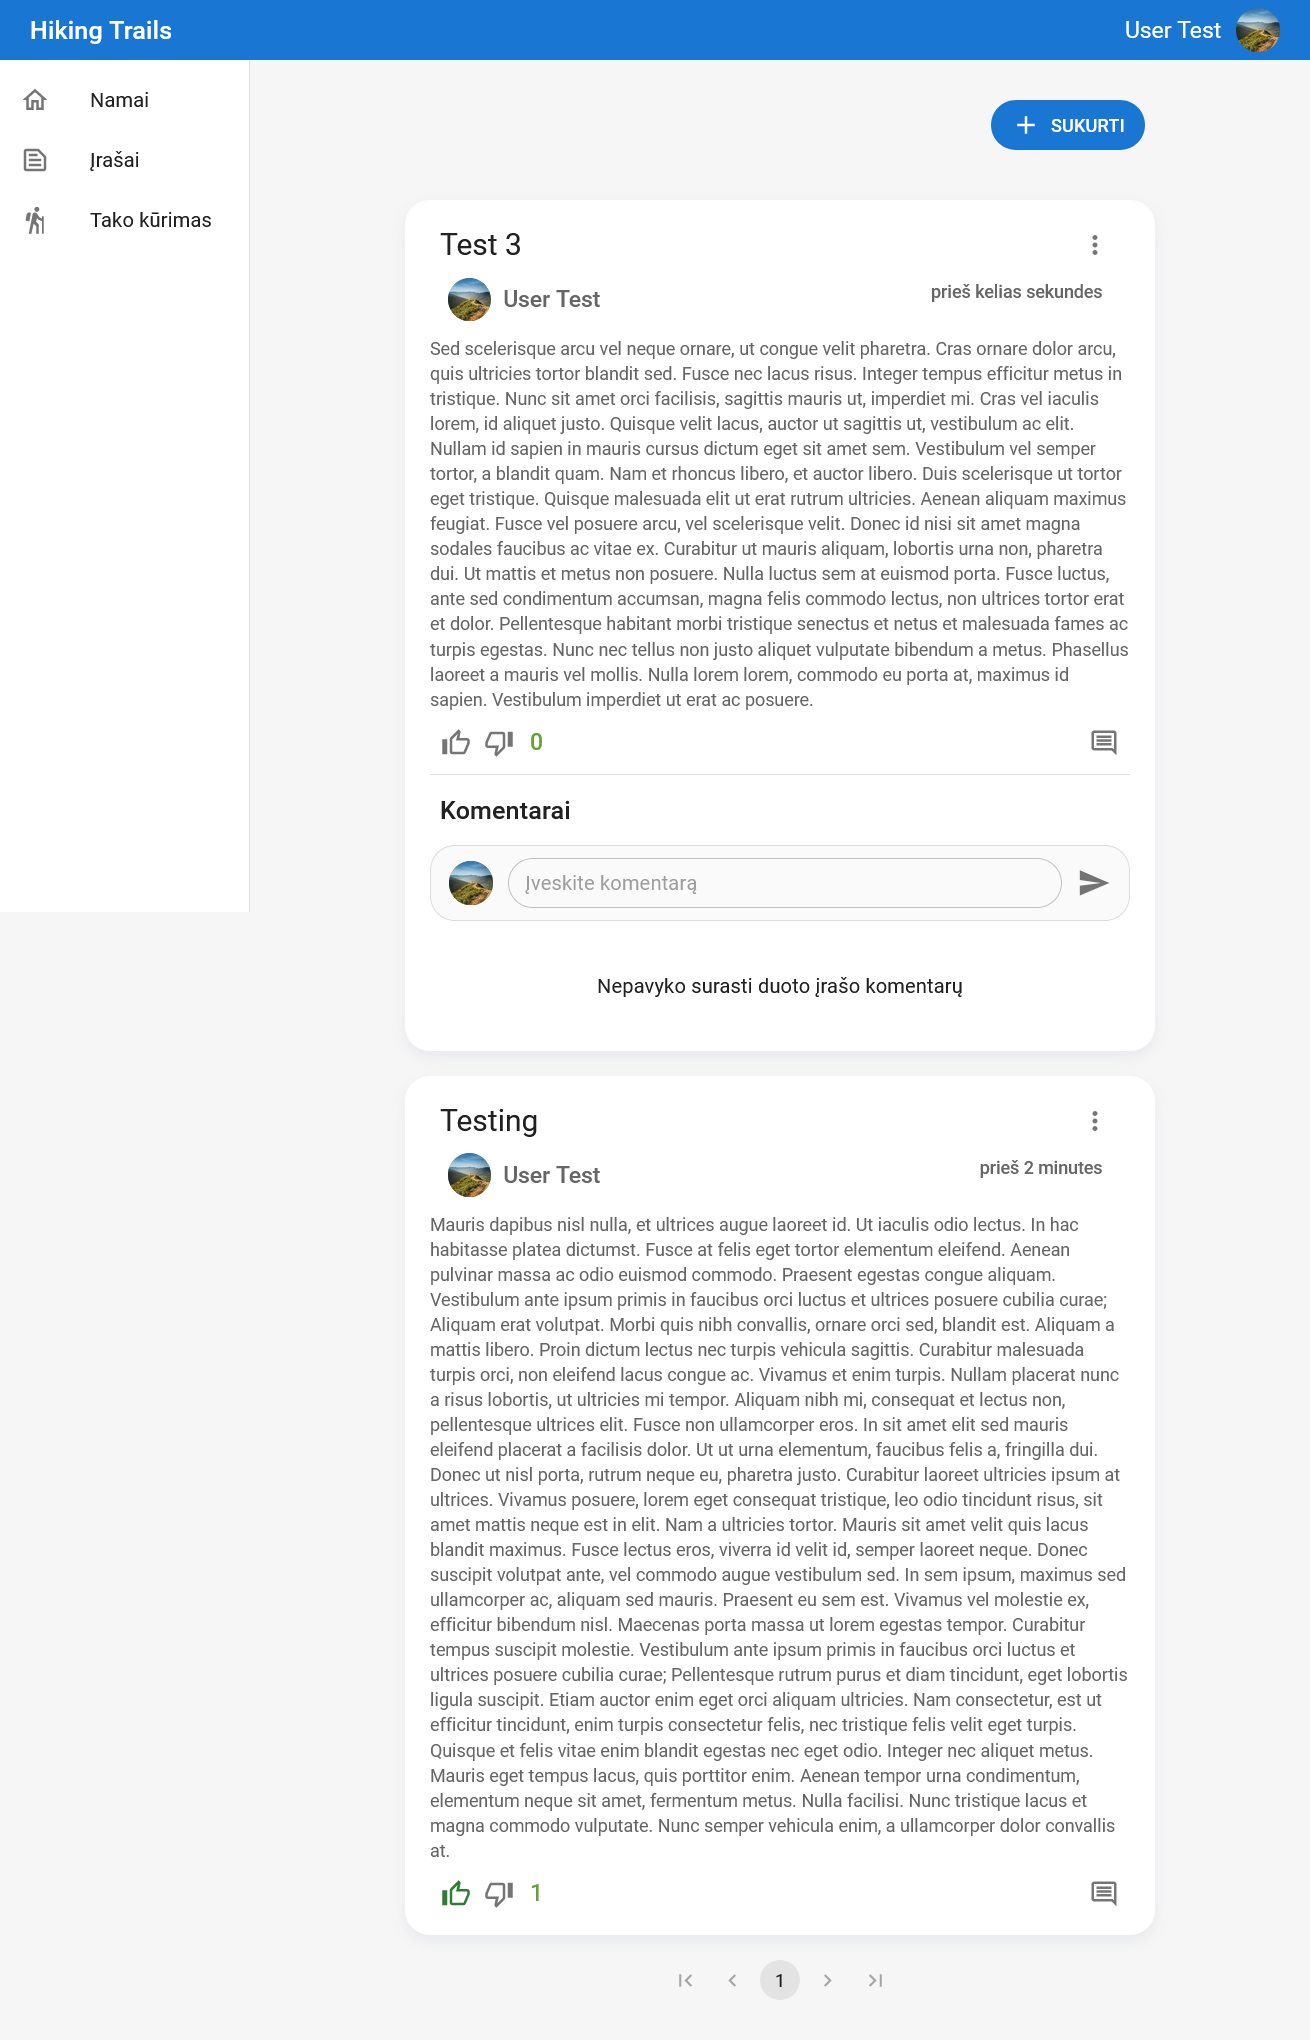 Hiking Trails
User Test
Namai
Įrašai
Tako kūrimas
SUKURTI
Test 3
User Test
prieš kelias sekundes
Sed scelerisque arcu vel neque ornare, ut congue velit pharetra. Cras ornare dolor arcu,
quis ultricies tortor blandit sed. Fusce nec lacus risus. Integer tempus efficitur metus in
tristique. Nunc sit amet orci facilisis, sagittis mauris ut, imperdiet mi. Cras vel iaculis
lorem, id aliquet justo. Quisque velit lacus, auctor ut sagittis ut, vestibulum ac elit.
Nullam id sapien in mauris cursus dictum eget sit amet sem. Vestibulum vel semper
tortor, a blandit quam. Nam et rhoncus libero, et auctor libero. Duis scelerisque ut tortor
eget tristique. Quisque malesuada elit ut erat rutrum ultricies. Aenean aliquam maximus
feugiat. Fusce vel posuere arcu, vel scelerisque velit. Donec id nisi sit amet magna
sodales faucibus ac vitae ex. Curabitur ut mauris aliquam, lobortis urna non, pharetra
dui. Ut mattis et metus non posuere. Nulla luctus sem at euismod porta. Fusce luctus,
ante sed condimentum accumsan, magna felis commodo lectus, non ultrices tortor erat
et dolor. Pellentesque habitant morbi tristique senectus et netus et malesuada fames ac
turpis egestas. Nunc nec tellus non justo aliquet vulputate bibendum a metus. Phasellus
laoreet a mauris vel mollis. Nulla lorem lorem, commodo eu porta at, maximus id
sapien. Vestibulum imperdiet ut erat ac posuere.
0
Komentarai
Įveskite komentarą
Nepavyko surasti duoto įrašo komentarų
Testing
User Test
prieš 2 minutes
Mauris dapibus nisl nulla, et ultrices augue laoreet id. Ut iaculis odio lectus. In hac
habitasse platea dictumst. Fusce at felis eget tortor elementum eleifend. Aenean
pulvinar massa ac odio euismod commodo. Praesent egestas congue aliquam.
Vestibulum ante ipsum primis in faucibus orci luctus et ultrices posuere cubilia curae;
Aliquam erat volutpat. Morbi quis nibh convallis, ornare orci sed, blandit est. Aliquam a
mattis libero. Proin dictum lectus nec turpis vehicula sagittis. Curabitur malesuada
turpis orci, non eleifend lacus congue ac. Vivamus et enim turpis. Nullam placerat nunc
a risus lobortis, ut ultricies mi tempor. Aliquam nibh mi, consequat et lectus non,
pellentesque ultrices elit. Fusce non ullamcorper eros. In sit amet elit sed mauris
eleifend placerat a facilisis dolor. Ut ut urna elementum, faucibus felis a, fringilla dui.
Donec ut nisl porta, rutrum neque eu, pharetra justo. Curabitur laoreet ultricies ipsum at
ultrices. Vivamus posuere, lorem eget consequat tristique, leo odio tincidunt risus, sit
amet mattis neque est in elit. Nam a ultricies tortor. Mauris sit amet velit quis lacus
blandit maximus. Fusce lectus eros, viverra id velit id, semper laoreet neque. Donec
suscipit volutpat ante, vel commodo augue vestibulum sed. In sem ipsum, maximus sed
ullamcorper ac, aliquam sed mauris. Praesent eu sem est. Vivamus vel molestie ex,
efficitur bibendum nisl. Maecenas porta massa ut lorem egestas tempor. Curabitur
tempus suscipit molestie. Vestibulum ante ipsum primis in faucibus orci luctus et
ultrices posuere cubilia curae; Pellentesque rutrum purus et diam tincidunt, eget lobortis
ligula suscipit. Etiam auctor enim eget orci aliquam ultricies. Nam consectetur, est ut
efficitur tincidunt, enim turpis consectetur felis, nec tristique felis velit eget turpis.
Quisque et felis vitae enim blandit egestas nec eget odio. Integer nec aliquet metus.
Mauris eget tempus lacus, quis porttitor enim. Aenean tempor urna condimentum,
elementum neque sit amet, fermentum metus. Nulla facilisi. Nunc tristique lacus et
magna commodo vulputate. Nunc semper vehicula enim, a ullamcorper dolor convallis
at.
1
1